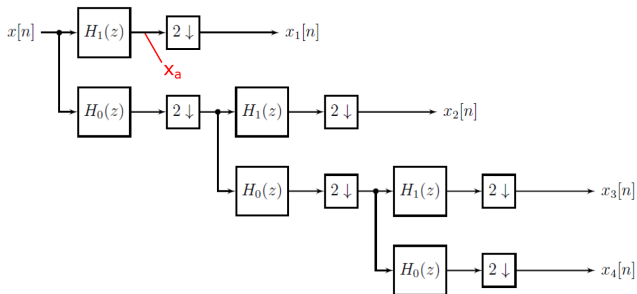 x[n] H₁(z) 2↓ x₁[n]
xₐ
H₀(z) 2↓ H₁(z) 2↓ x₂[n]
H₀(z) 2↓ H₁(z) 2↓ x₃[n]
H₀(z) 2↓ x₄[n]